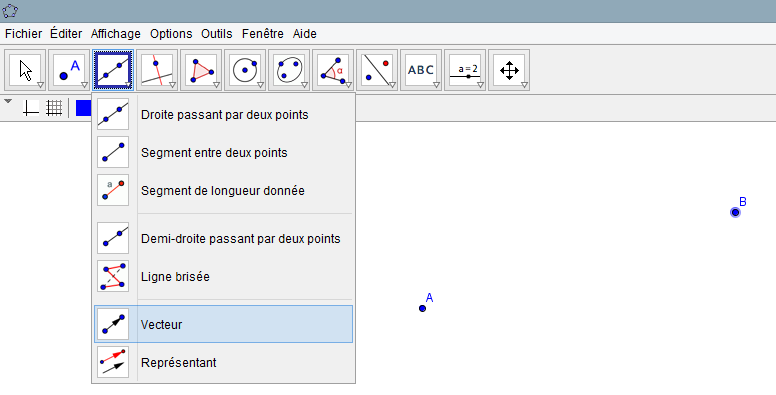 Fichier Éditer Affichage Options Outils Fenêtre Aide
A α ABC a=2
Droite passant par deux points
Segment entre deux points
a Segment de longueur donnée
Demi-droite passant par deux points
Ligne brisée
Vecteur
Représentant
B
A